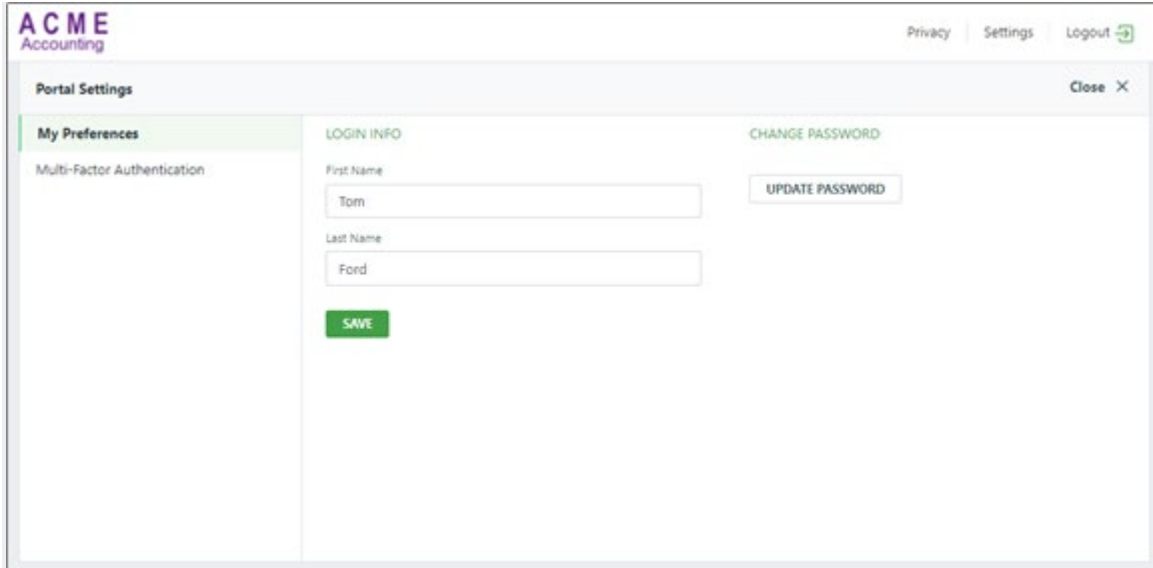 ACME
Accounting
Privacy Settings Logout
Portal Settings
Close
My Preferences
Multi-Factor Authentication
LOGIN INFO
First Name
Tom
Last Name
Ford
SAVE
CHANGE PASSWORD
UPDATE PASSWORD